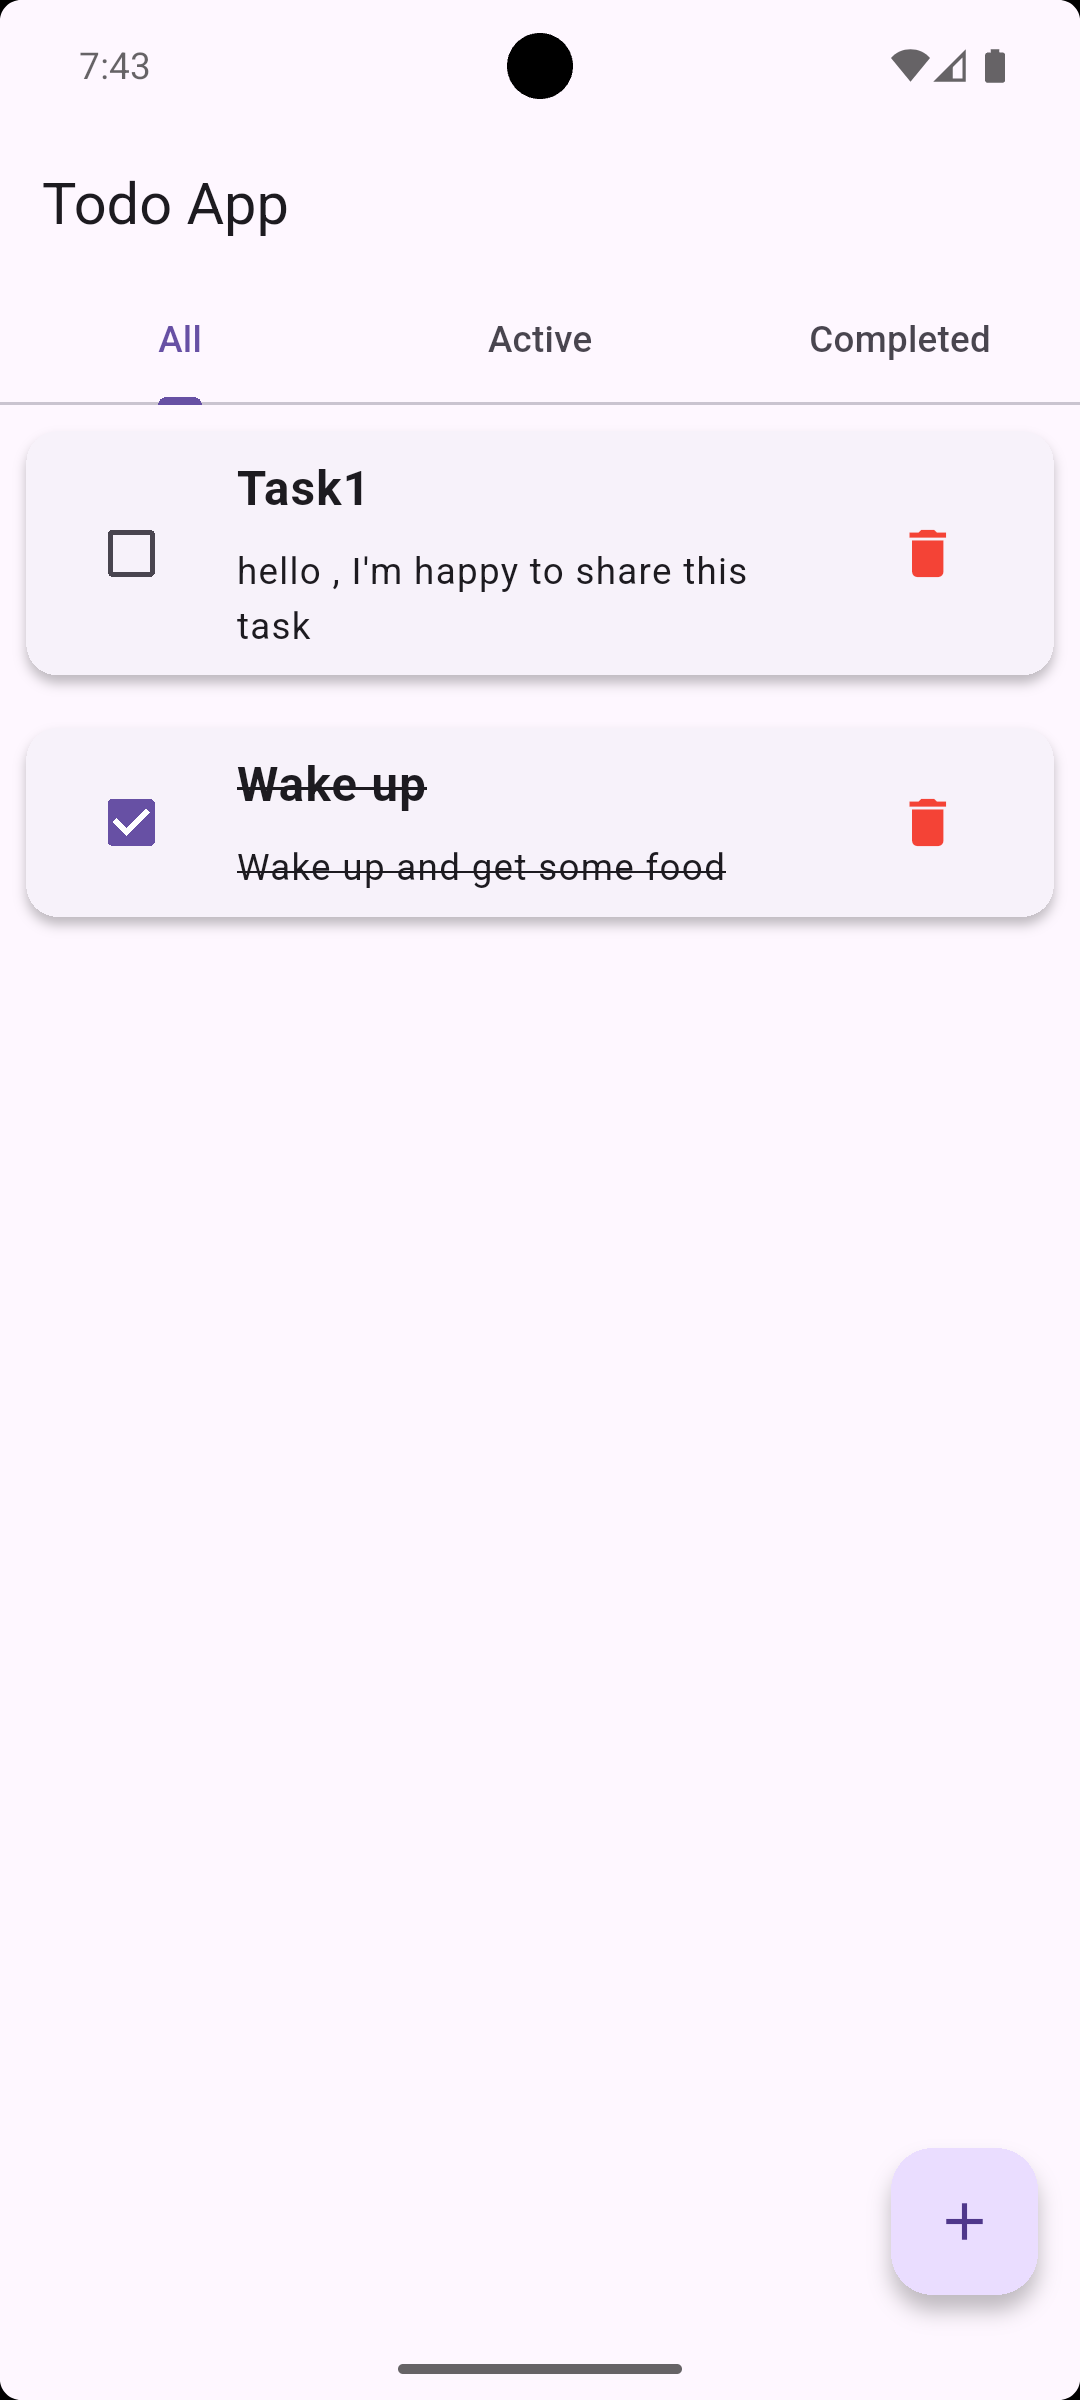 7:43
Todo App
All
Active
Completed
Task1
hello , I'm happy to share this
task
Wake up
Wake up and get some food